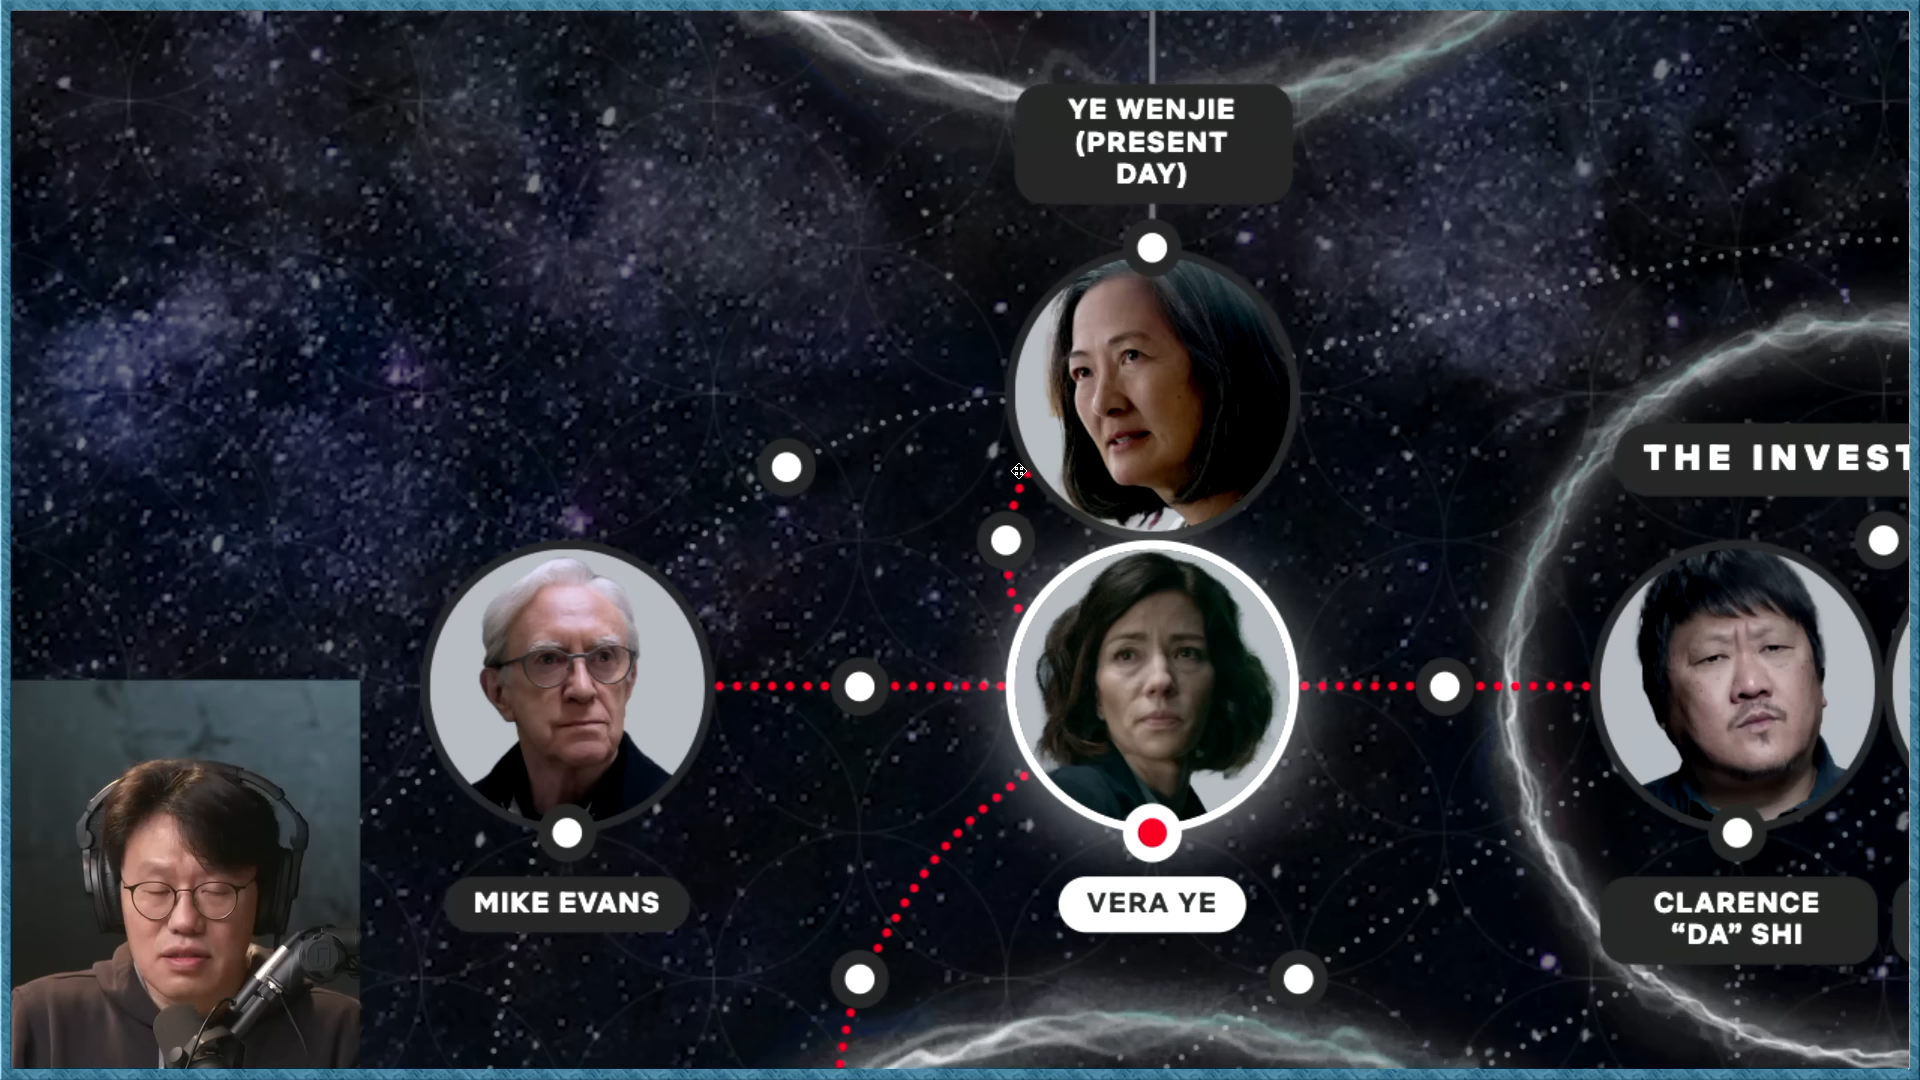 YE WENJIE
(PRESENT
DAY)
THE INVEST
MIKE EVANS
VERA YE
CLARENCE
“DA” SHI